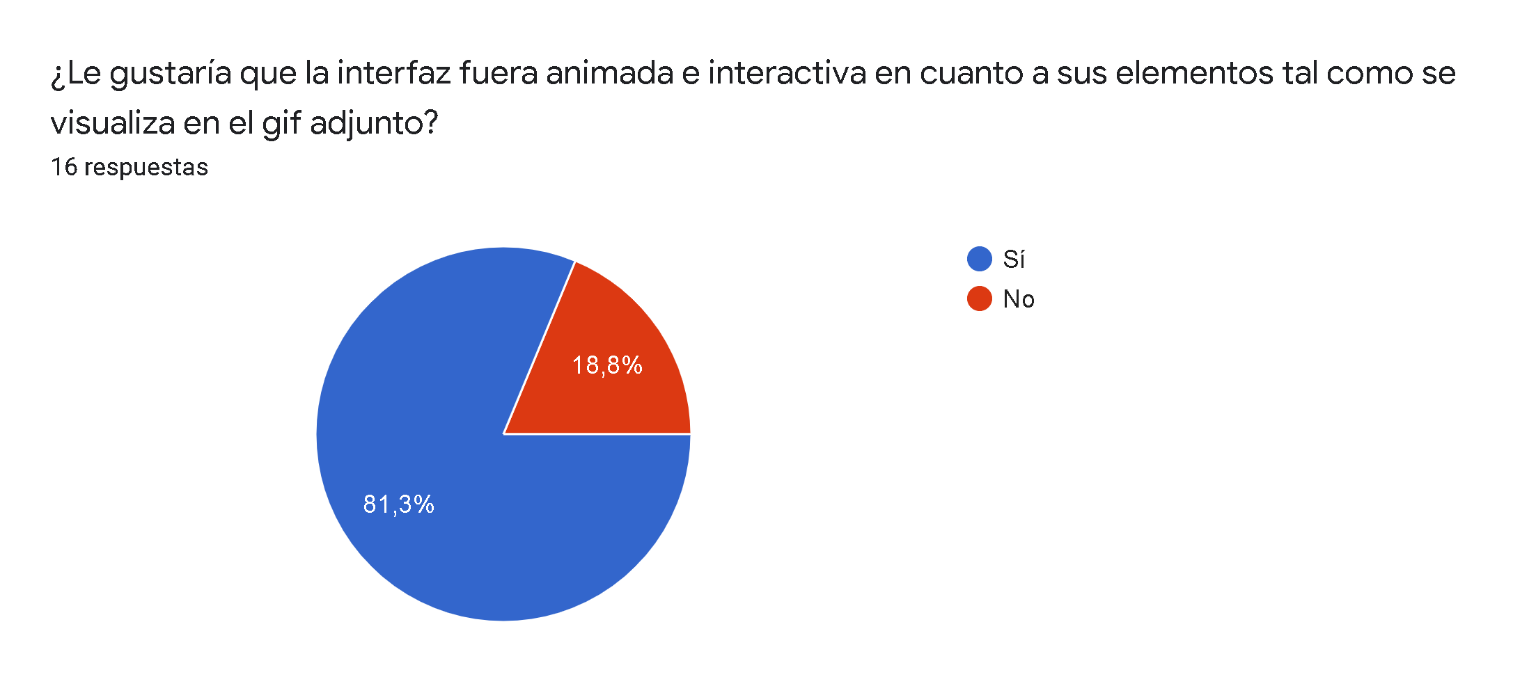 ¿Le gustaría que la interfaz fuera animada e interactiva en cuanto a sus elementos tal como se
visualiza en el gif adjunto?
16 respuestas
Sí
No
18,8%
81,3%